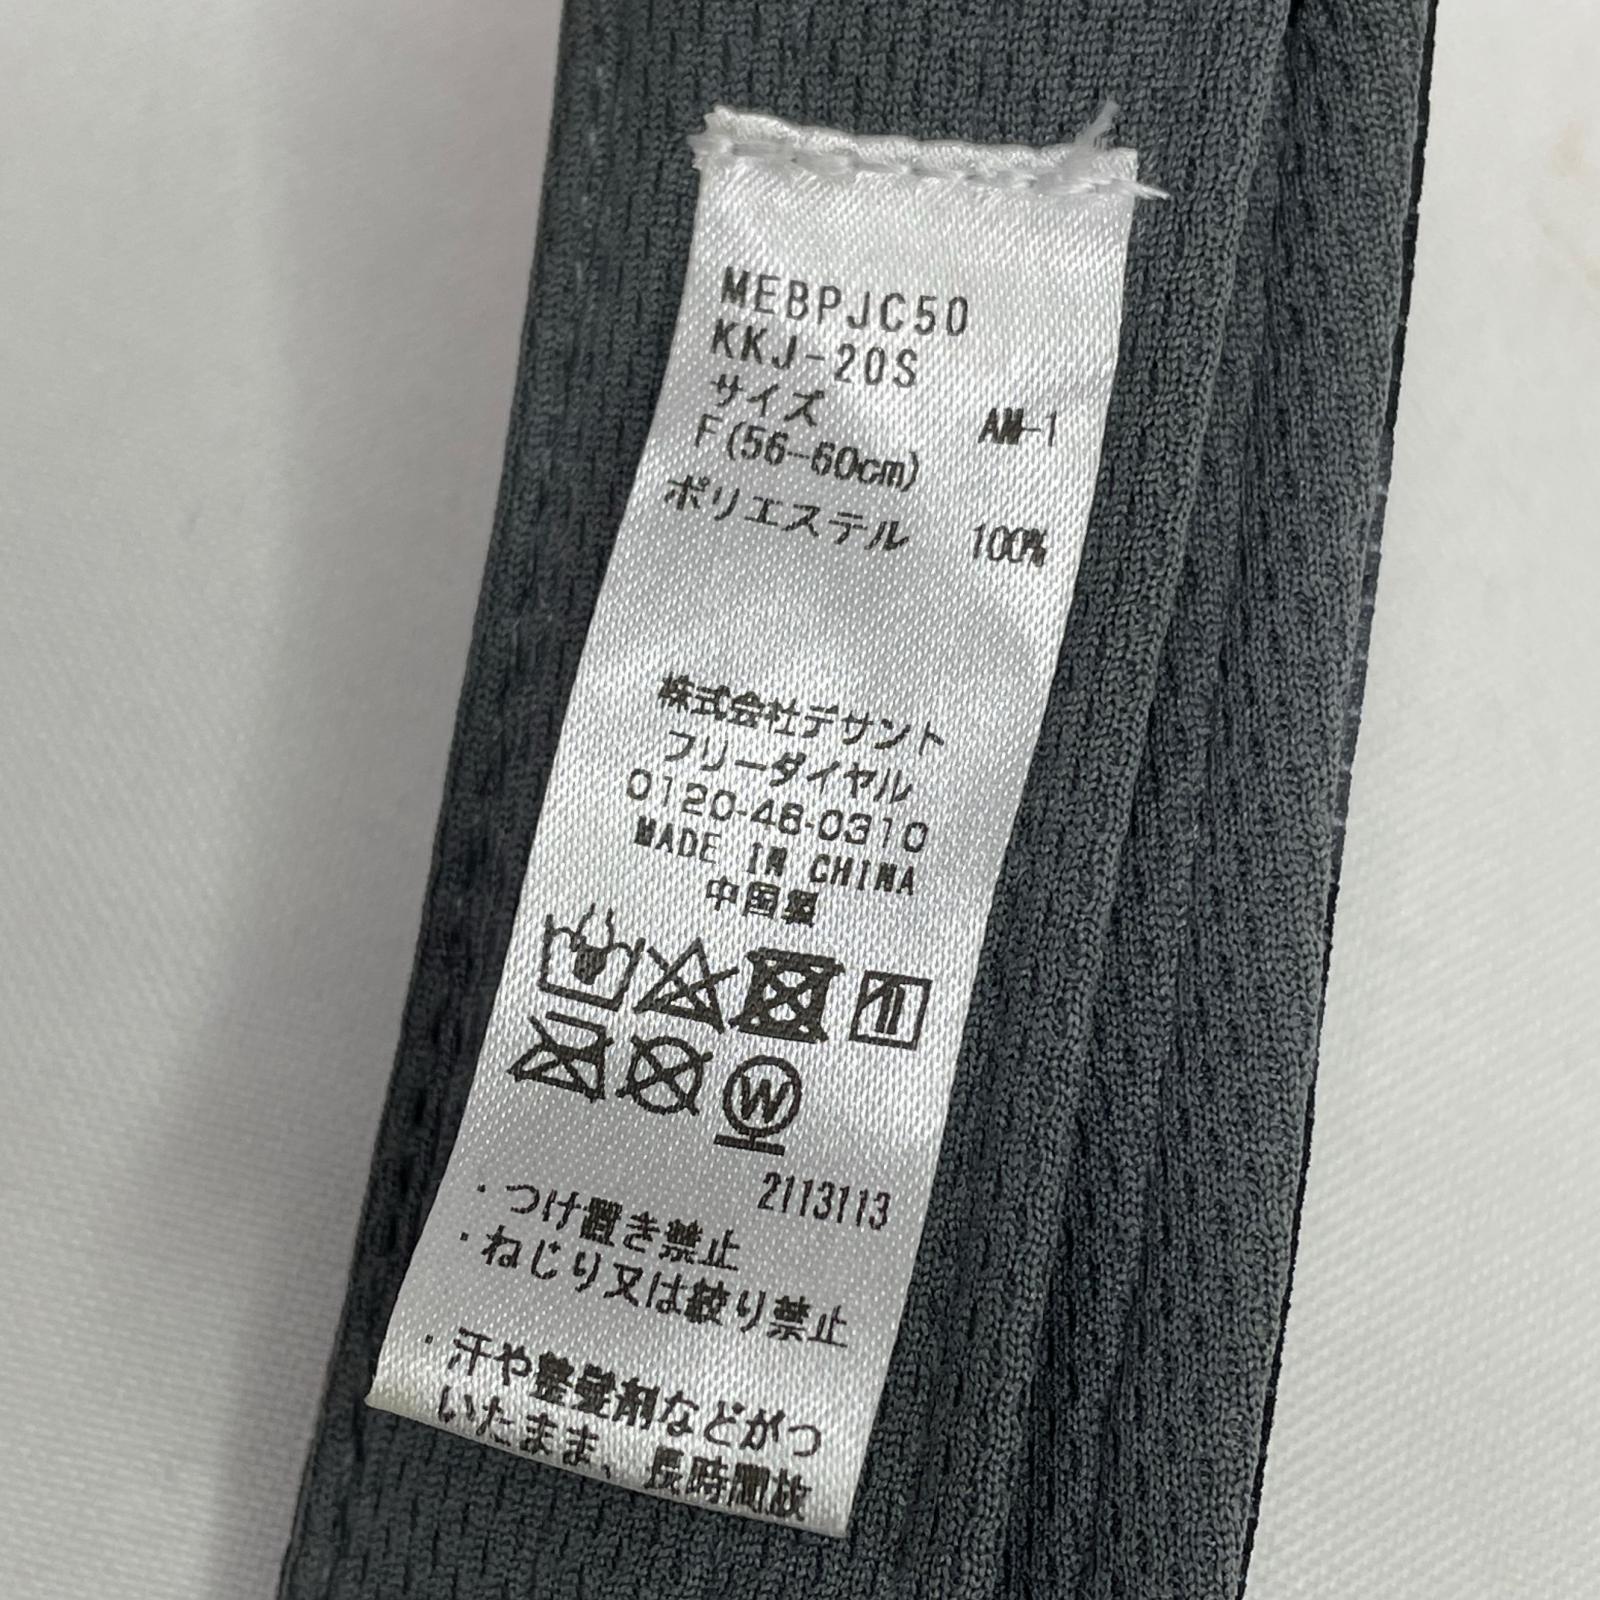 MEBPJC50
KKJ-20S
サイズ AM-1
F(56-60cm)
ポリエステル 100%
株式会社デサント
フリーダイヤル
0120-46-0310
MADE IN CHINA
中国製
W
2113113
・つけ置き禁止
・ねじり又は絞り禁止
・汗や整髪剤などがつ
いたまま、長時間放